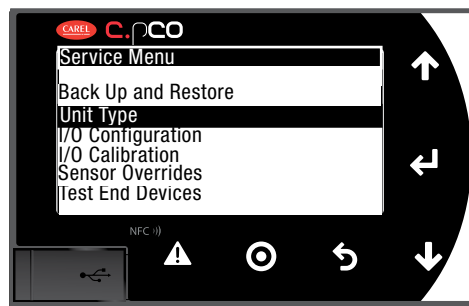 CAREL c.pCO
Service Menu
Back Up and Restore
Unit Type
I/O Configuration
I/O Calibration
Sensor Overrides
Test End Devices
NFC